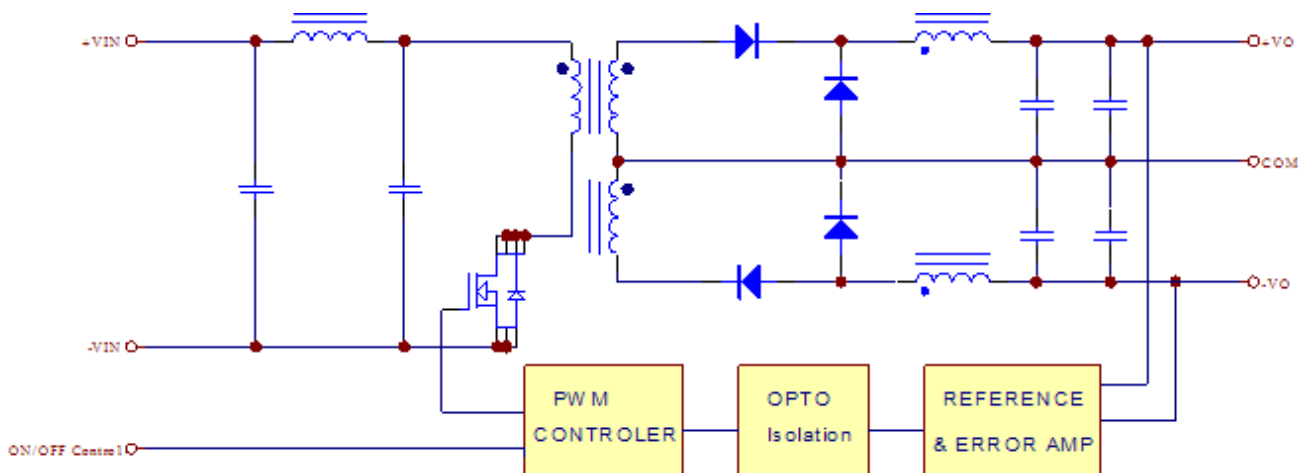 +VIN
+VO
COM
-VO
-VIN
PWM
CONTROLER
OPTO
Isolation
REFERENCE
& ERROR AMP
ON/OFF Control